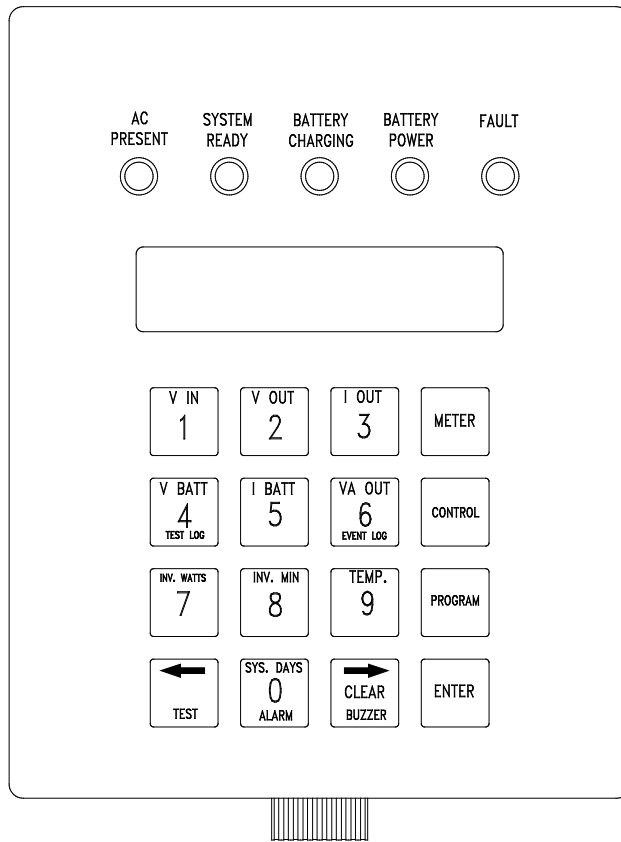 AC PRESENT
SYSTEM READY
BATTERY CHARGING
BATTERY POWER
FAULT
V IN
1
V OUT
2
I OUT
3
METER
V BATT
4
TEST LOG
I BATT
5
VA OUT
6
EVENT LOG
CONTROL
INV. WATTS
7
INV. MIN
8
TEMP.
9
PROGRAM
TEST
SYS. DAYS
0
ALARM
CLEAR
BUZZER
ENTER